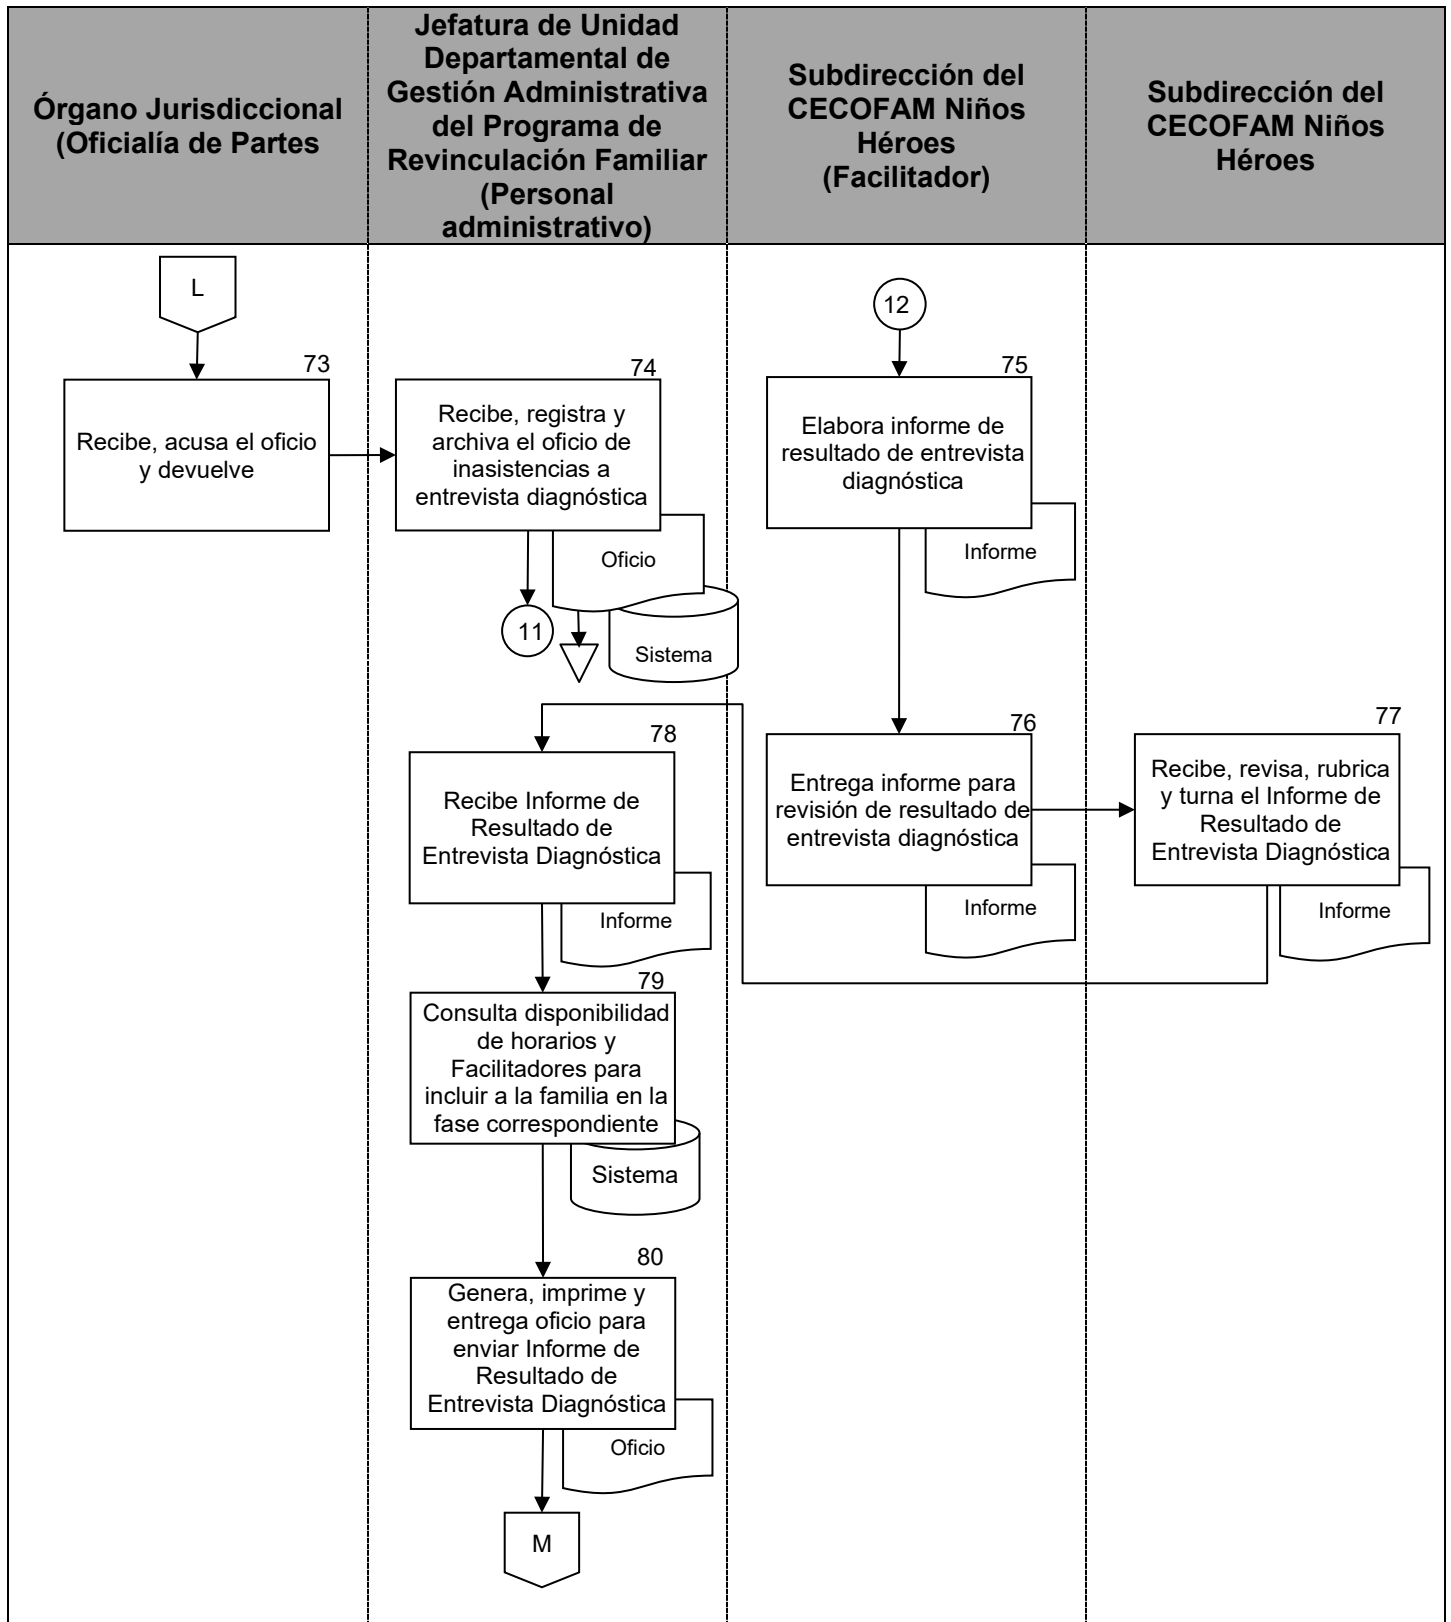 Órgano Jurisdiccional
(Oficialía de Partes
Jefatura de Unidad
Departamental de
Gestión Administrativa
del Programa de
Revinculación Familiar
(Personal
administrativo)
Subdirección del
CECOFAM Niños
Héroes
(Facilitador)
Subdirección del
CECOFAM Niños
Héroes
L
73
Recibe, acusa el oficio
y devuelve
74
Recibe, registra y
archiva el oficio de
inasistencias a
entrevista diagnóstica
Oficio
Sistema
11
12
75
Elabora informe de
resultado de entrevista
diagnóstica
Informe
76
Entrega informe para
revisión de resultado de
entrevista diagnóstica
Informe
77
Recibe, revisa, rubrica
y turna el Informe de
Resultado de
Entrevista Diagnóstica
Informe
78
Recibe Informe de
Resultado de
Entrevista Diagnóstica
Informe
79
Consulta disponibilidad
de horarios y
Facilitadores para
incluir a la familia en la
fase correspondiente
Sistema
80
Genera, imprime y
entrega oficio para
enviar Informe de
Resultado de
Entrevista Diagnóstica
Oficio
M